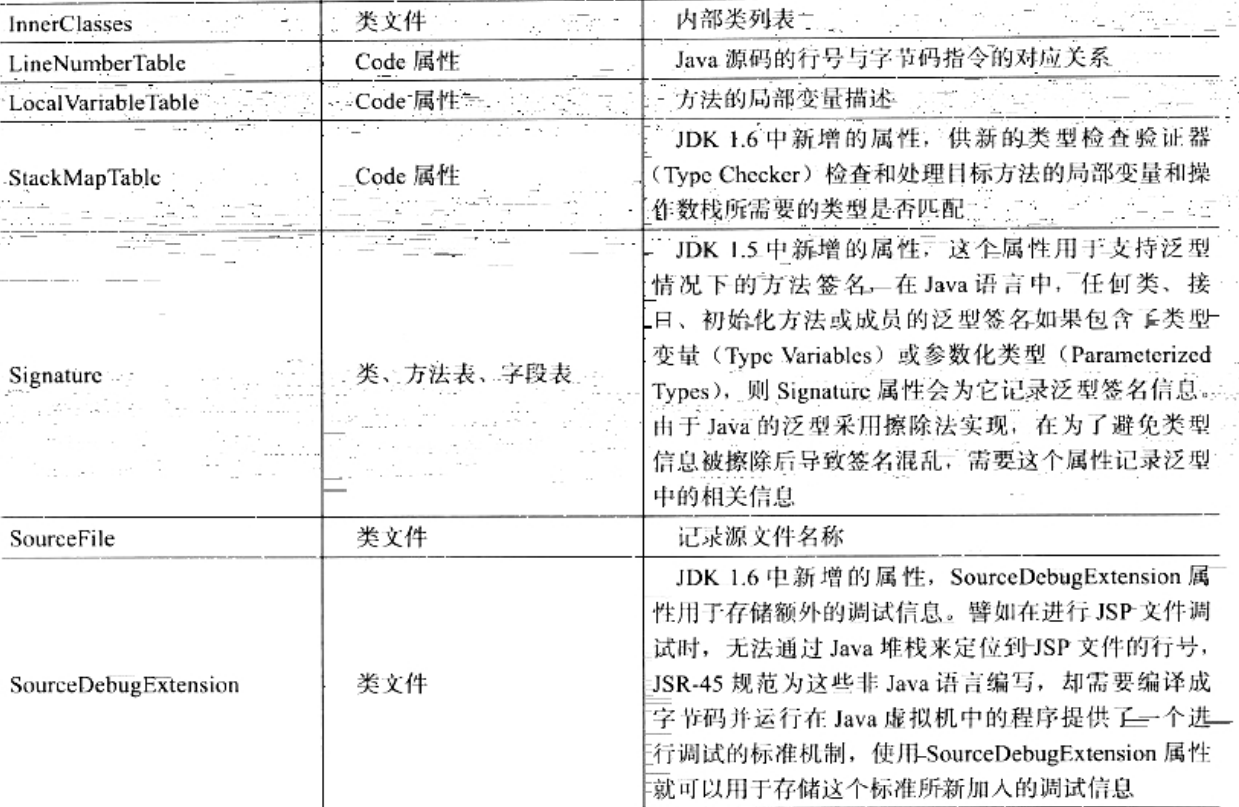 InnerClasses 类文件 内部类列表
LineNumberTable Code 属性 Java 源码的行号与字节码指令的对应关系
LocalVariableTable Code 属性 方法的局部变量描述
JDK 1.6 中新增的属性，供新的类型检查验证器
StackMapTable Code 属性 （Type Checker）检查和处理目标方法的局部变量和操
作数栈所需要的类型是否匹配
JDK 1.5 中新增的属性，这个属性用于支持泛型
情况下的方法签名，在 Java 语言中，任何类、接
口、初始化方法或成员的泛型签名如果包含了类型
变量（Type Variables）或参数化类型（Parameterized
Signature 类、方法表、字段表 Types），则 Signature 属性会为它记录泛型签名信息。
由于 Java 的泛型采用擦除法实现，在为了避免类型
信息被擦除后导致签名混乱，需要这个属性记录泛型
中的相关信息
SourceFile 类文件 记录源文件名称
JDK 1.6 中新增的属性，SourceDebugExtension 属
性用于存储额外的调试信息。譬如在进行 JSP 文件调
试时，无法通过 Java 堆栈来定位到 JSP 文件的行号，
SourceDebugExtension 类文件 JSR-45 规范为这些非 Java 语言编写，却需要编译成
字节码并运行在 Java 虚拟机中的程序提供了一个进
行调试的标准机制，使用 SourceDebugExtension 属性
就可以用于存储这个标准所新加入的调试信息